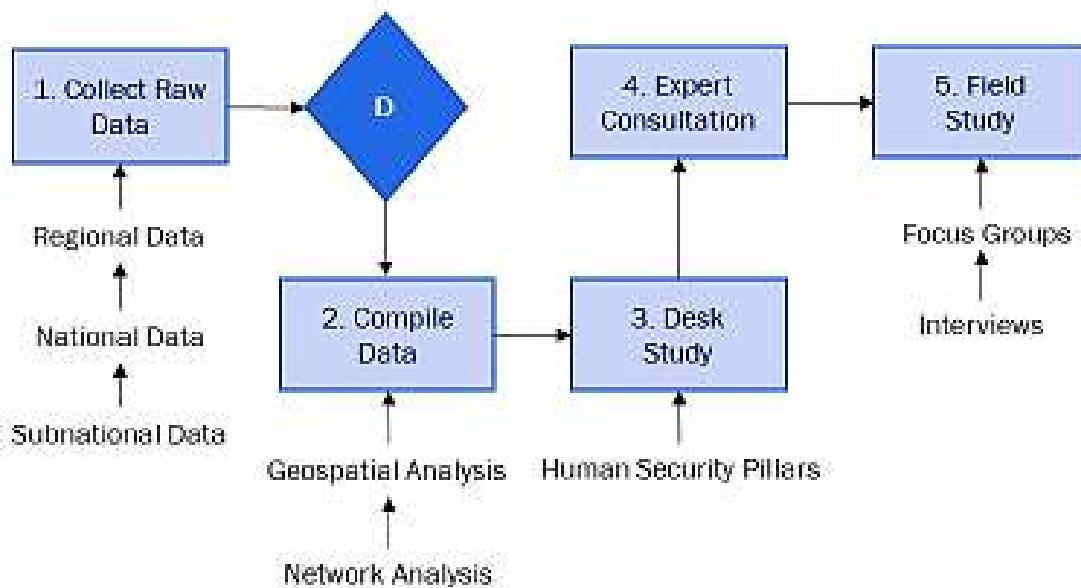 1. Collect Raw
Data
D
4. Expert
Consultation
5. Field
Study
Regional Data
Focus Groups
National Data
2. Compile
Data
3. Desk
Study
Interviews
Subnational Data
Geospatial Analysis
Human Security Pillars
Network Analysis